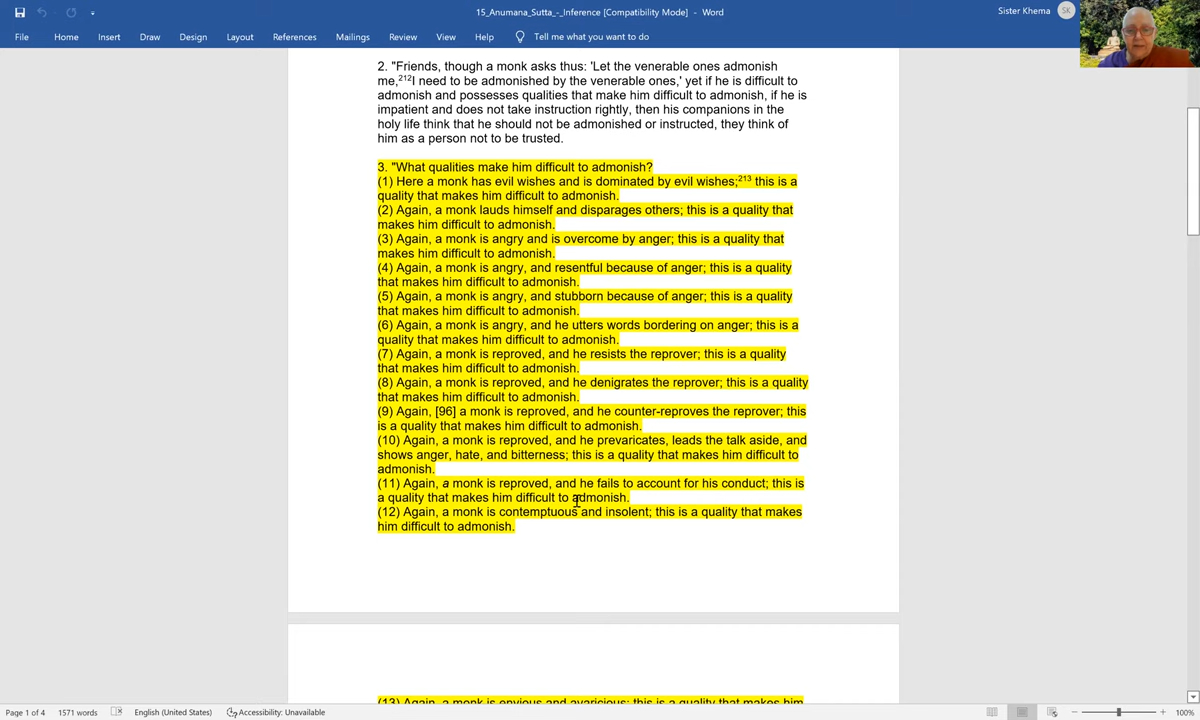 15_Anumana_Sutta_-_Inference [Compatibility Mode] - Word
Sister Khema
SK
File Home Insert Draw Design Layout References Mailings Review View Help Tell me what you want to do
2. "Friends, though a monk asks thus: 'Let the venerable ones admonish
me,212I need to be admonished by the venerable ones,' yet if he is difficult to
admonish and possesses qualities that make him difficult to admonish, if he is
impatient and does not take instruction rightly, then his companions in the
holy life think that he should not be admonished or instructed, they think of
him as a person not to be trusted.
3. "What qualities make him difficult to admonish?
(1) Here a monk has evil wishes and is dominated by evil wishes;213 this is a
quality that makes him difficult to admonish.
(2) Again, a monk lauds himself and disparages others; this is a quality that
makes him difficult to admonish.
(3) Again, a monk is angry and is overcome by anger; this is a quality that
makes him difficult to admonish.
(4) Again, a monk is angry, and resentful because of anger; this is a quality
that makes him difficult to admonish.
(5) Again, a monk is angry, and stubborn because of anger; this is a quality
that makes him difficult to admonish.
(6) Again, a monk is angry, and he utters words bordering on anger; this is a
quality that makes him difficult to admonish.
(7) Again, a monk is reproved, and he resists the reprover; this is a quality
that makes him difficult to admonish.
(8) Again, a monk is reproved, and he denigrates the reprover; this is a quality
that makes him difficult to admonish.
(9) Again, [96] a monk is reproved, and he counter-reproves the reprover; this
is a quality that makes him difficult to admonish.
(10) Again, a monk is reproved, and he prevaricates, leads the talk aside, and
shows anger, hate, and bitterness; this is a quality that makes him difficult to
admonish.
(11) Again, a monk is reproved, and he fails to account for his conduct; this is
a quality that makes him difficult to admonish.
(12) Again, a monk is contemptuous and insolent; this is a quality that makes
him difficult to admonish.
(13) Again, a monk is envious and avaricious; this is a quality that makes him
Page 1 of 4 1571 words English (United States) Accessibility: Unavailable 100%